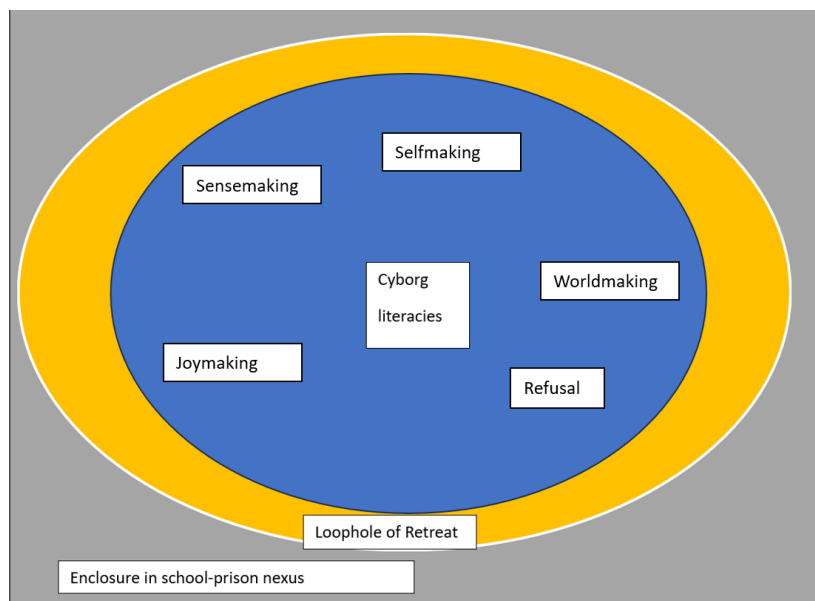 Selfmaking
Sensemaking
Cyborg
literacies
Worldmaking
Joymaking
Refusal
Loophole of Retreat
Enclosure in school-prison nexus